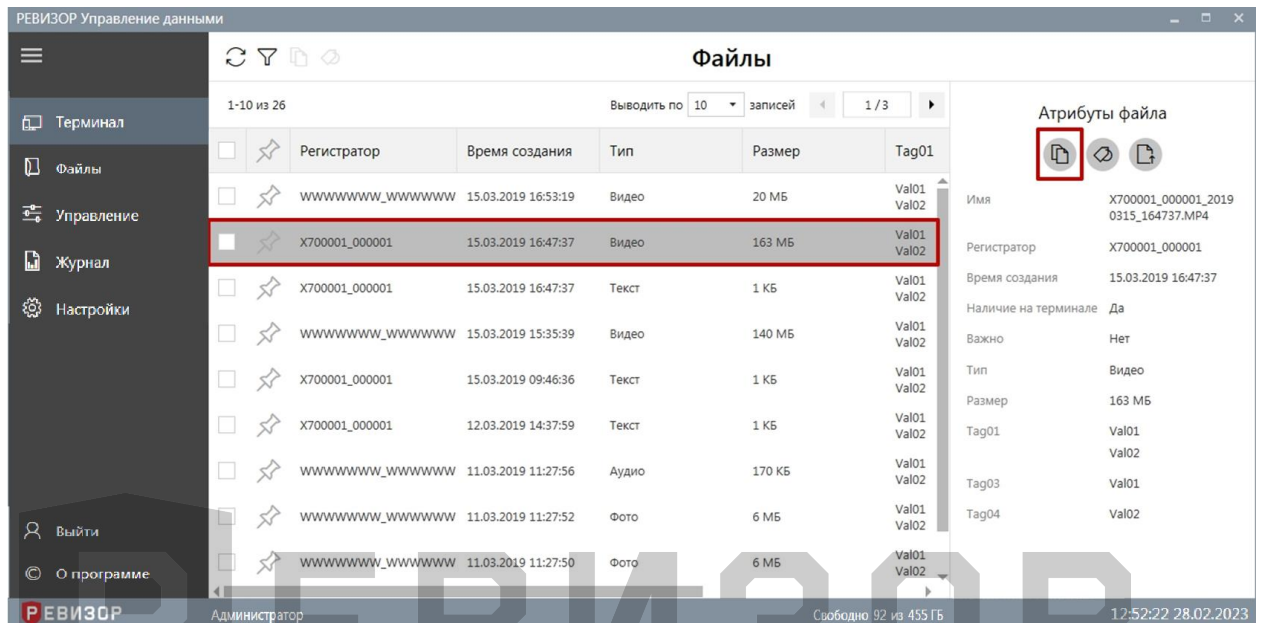 РЕВИЗОР Управление данными
Файлы
1-10 из 26
Выводить по 10 записей 1/3
Регистратор Время создания Тип Размер Tag01
WWWWWWW_WWWWWW 15.03.2019 16:53:19 Видео 20 МБ Val01
Val02
X700001_000001 15.03.2019 16:47:37 Видео 163 МБ Val01
Val02
X700001_000001 15.03.2019 16:47:37 Текст 1 КБ Val01
Val02
WWWWWWW_WWWWWW 15.03.2019 15:35:39 Видео 140 МБ Val01
Val02
X700001_000001 15.03.2019 09:46:36 Текст 1 КБ Val01
Val02
X700001_000001 12.03.2019 14:37:59 Текст 1 КБ Val01
Val02
WWWWWWW_WWWWWW 11.03.2019 11:27:56 Аудио 170 КБ Val01
Val02
WWWWWWW_WWWWWW 11.03.2019 11:27:52 Фото 6 МБ Val01
Val02
WWWWWWW_WWWWWW 11.03.2019 11:27:50 Фото 6 МБ Val01
Val02
Терминал
Файлы
Управление
Журнал
Настройки
Выйти
© О программе
Атрибуты файла
Имя X700001_000001_2019
0315_164737.MP4
Регистратор X700001_000001
Время создания 15.03.2019 16:47:37
Наличие на терминале Да
Важно Нет
Тип Видео
Размер 163 МБ
Tag01 Val01
Val02
Tag03 Val01
Tag04 Val02
РЕВИЗОР
Администратор
Свободно 92 из 455 ГБ
12:52:22 28.02.2023
РЕВИЗОР